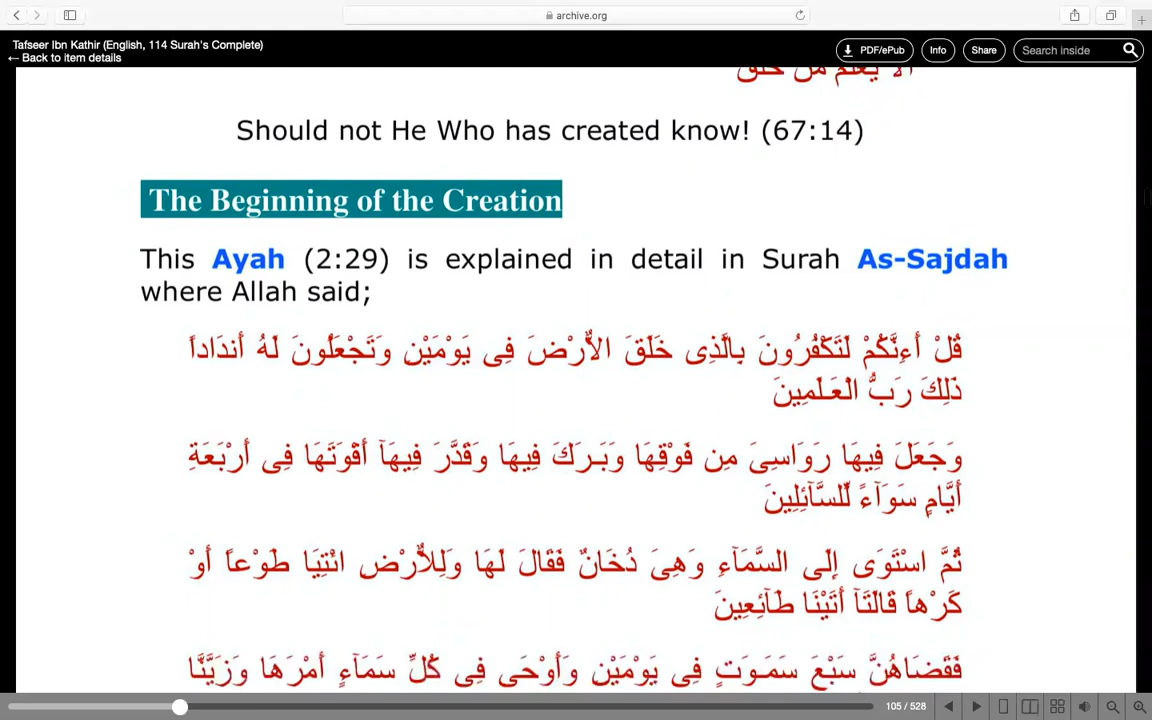 archive.org
Tafseer Ibn Kathir (English, 114 Surah's Complete)
← Back to item details
PDF/ePub
Info
Share
Search inside
Should not He Who has created know! (67:14)
The Beginning of the Creation
This Ayah (2:29) is explained in detail in Surah As-Sajdah
where Allah said;
قُلْ أَءِنَّكُمْ لَتَكْفُرُونَ بِالَّذِى خَلَقَ الاٌّرْضَ فِى يَوْمَيْنِ وَتَجْعَلُونَ لَهُ أَندَاداً
ذَلِكَ رَبُّ الْعَـلَمِينَ
وَجَعَلَ فِيهَا رَوَاسِىَ مِن فَوْقِهَا وَبَـرَكَ فِيهَا وَقَدَّرَ فِيهَآ أَقْوَتَهَا فِى أَرْبَعَةِ
أَيَّامٍ سَوَآءً لِّلسَّآئِلِينَ
ثُمَّ اسْتَوَى إِلَى السَّمَآءِ وَهِىَ دُخَانٌ فَقَالَ لَهَا وَلِلاٌّرْضِ ائْتِيَا طَوْعاً أَوْ
كَرْهاً قَالَتَآ أَتَيْنَا طَآئِعِينَ
فَقَضَاهُنَّ سَبْعَ سَمَـوَتٍ فِى يَوْمَيْنِ وَأَوْحَى فِى كُلِّ سَمَآءٍ أَمْرَهَا وَزَيَّنَّا
105 / 528